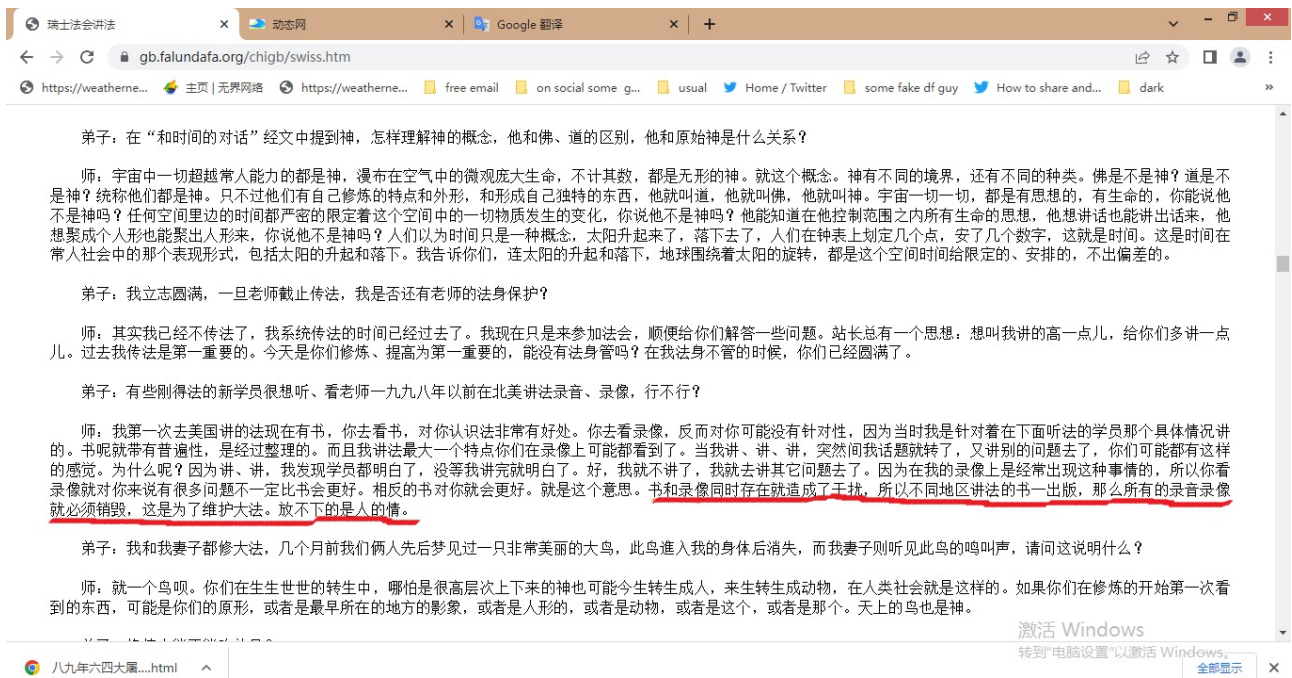 瑞士法会讲法
动态网
Google 翻译
gb.falundafa.org/chigb/swiss.htm
https://weatherne...
主页 | 无界网络
https://weatherne...
free email
on social some g...
usual
Home / Twitter
some fake df guy
How to share and...
dark
»
弟子：在“和时间的对话”经文中提到神，怎样理解神的概念，他和佛、道的区别，他和原始神是什么关系？
师：宇宙中一切超越常人能力的都是神，漫布在空气中的微观庞大生命，不计其数，都是无形的神。就这个概念。神有不同的境界，还有不同的种类。佛是不是神？道是不
是神？统称他们都是神。只不过他们有自己修炼的特点和外形，和形成自己独特的东西，他就叫道，他就叫佛，他就叫神。宇宙一切一切，都是有思想的，有生命的，你能说他
不是神吗？任何空间里边的时间都严密的限定着这个空间中的一切物质发生的变化，你说他不是神吗？他能知道在他控制范围之内所有生命的思想，他想讲话也能讲出话来，他
想聚成个人形也能聚出人形来，你说他不是神吗？人们以为时间只是一种概念，太阳升起来了，落下去了，人们在钟表上划定几个点，安了几个数字，这就是时间。这是时间在
常人社会中的那个表现形式，包括太阳的升起和落下。我告诉你们，连太阳的升起和落下，地球围绕着太阳的旋转，都是这个空间时间给限定的、安排的，不出偏差的。
弟子：我立志圆满，一旦老师截止传法，我是否还有老师的法身保护？
师：其实我已经不传法了，我系统传法的时间已经过去了。我现在只是来参加法会，顺便给你们解答一些问题。站长总有一个思想：想叫我讲的高一点儿，给你们多讲一点
儿。过去我传法是第一重要的。今天是你们修炼、提高为第一重要的，能没有法身管吗？在我法身不管的时候，你们已经圆满了。
弟子：有些刚得法的新学员很想听、看老师一九九八年以前在北美讲法录音、录像，行不行？
师：我第一次去美国讲的法现在有书，你去看书，对你认识法非常有好处。你去看录像，反而对你可能没有针对性，因为当时我是针对着在下面听法的学员那个具体情况讲
的。书呢就带有普遍性，是经过整理的。而且我讲法最大一个特点你们在录像上可能都看到了。当我讲、讲、讲，突然间我话题就转了，又讲别的问题去了，你们可能都有这样
的感觉。为什么呢？因为讲、讲，我发现学员都明白了，没等我讲完就明白了。好，我就不讲了，我就去讲其它问题去了。因为在我的录像上是经常出现这种事情的，所以你看
录像就对你来说有很多问题不一定比书会更好。相反的书对你就会更好。就是这个意思。书和录像同时存在就造成了干扰，所以不同地区讲法的书一出版，那么所有的录音录像
就必须销毁，这是为了维护大法。放不下的是人的情。
弟子：我和我妻子都修大法，几个月前我们俩人先后梦见过一只非常美丽的大鸟，此鸟進入我的身体后消失，而我妻子则听见此鸟的鸣叫声，请问这说明什么？
师：就一个鸟呗。你们在生生世世的转生中，哪怕是很高层次上下来的神也可能今生转生成人，来生转生成动物，在人类社会就是这样的。如果你们在修炼的开始第一次看
到的东西，可能是你们的原形，或者是最早所在的地方的影象，或者是人形的，或者是动物，或者是这个，或者是那个。天上的鸟也是神。
激活 Windows
转到“电脑设置”以激活 Windows。
八九年六四大屠....html
全部显示